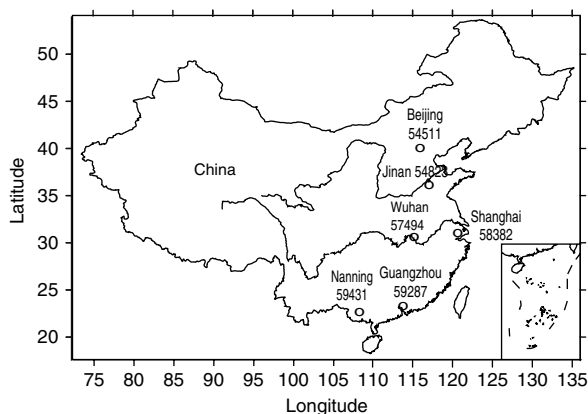 50
45
40
35
30
25
20
Latitude
Beijing
54511
China
Jinan 54823
Wuhan
57494
Shanghai
58382
Nanning
59431
Guangzhou
59287
75 80 85 90 95 100 105 110 115 120 125 130 135
Longitude